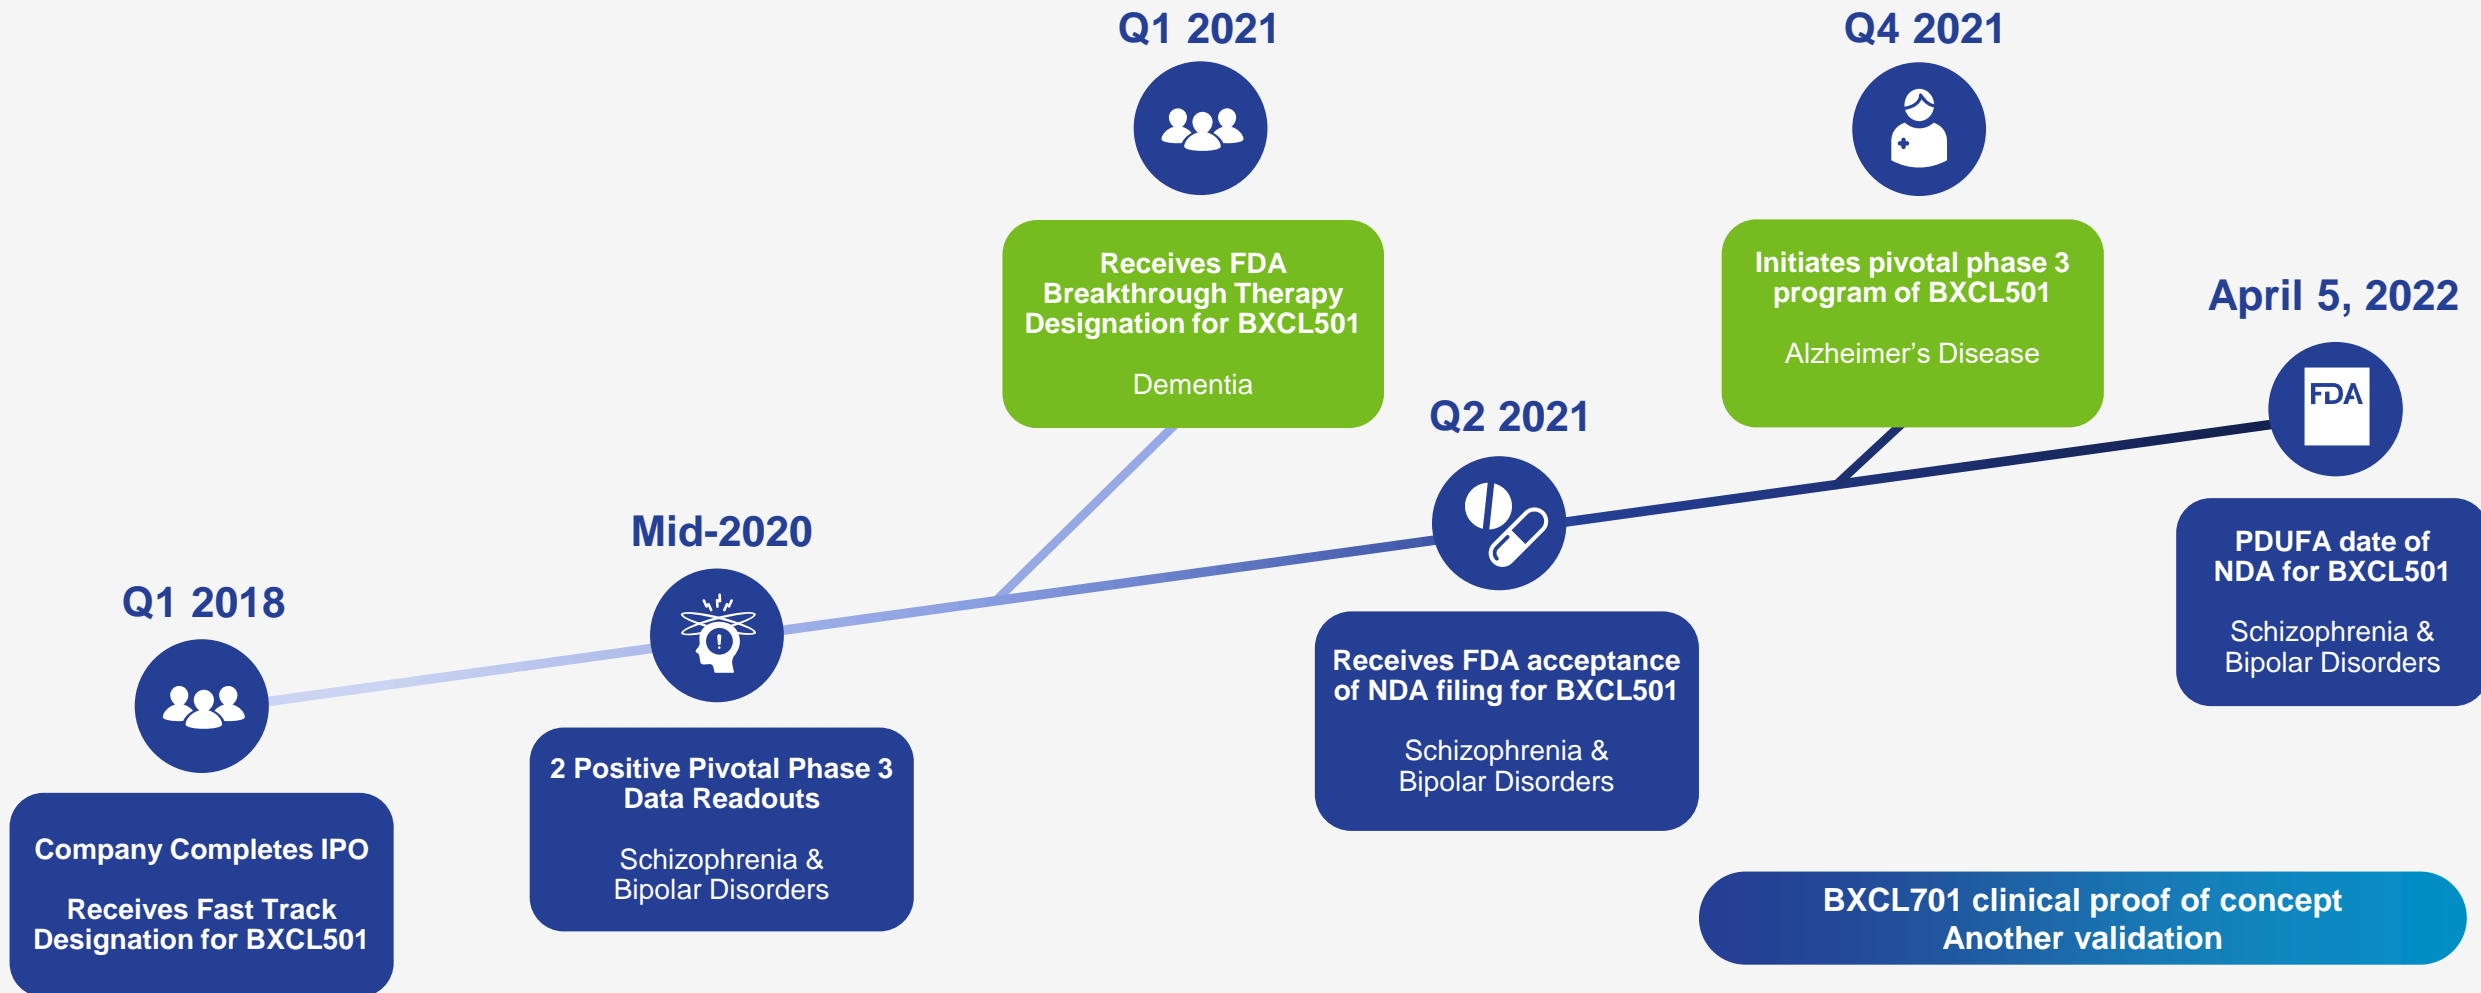 Q1 2018
Company Completes IPO
Receives Fast Track
Designation for BXCL501
Mid-2020
2 Positive Pivotal Phase 3
Data Readouts
Schizophrenia &
Bipolar Disorders
Q1 2021
Receives FDA
Breakthrough Therapy
Designation for BXCL501
Dementia
Q2 2021
Receives FDA acceptance
of NDA filing for BXCL501
Schizophrenia &
Bipolar Disorders
Q4 2021
Initiates pivotal phase 3
program of BXCL501
Alzheimer’s Disease
April 5, 2022
FDA
PDUFA date of
NDA for BXCL501
Schizophrenia &
Bipolar Disorders
BXCL701 clinical proof of concept
Another validation